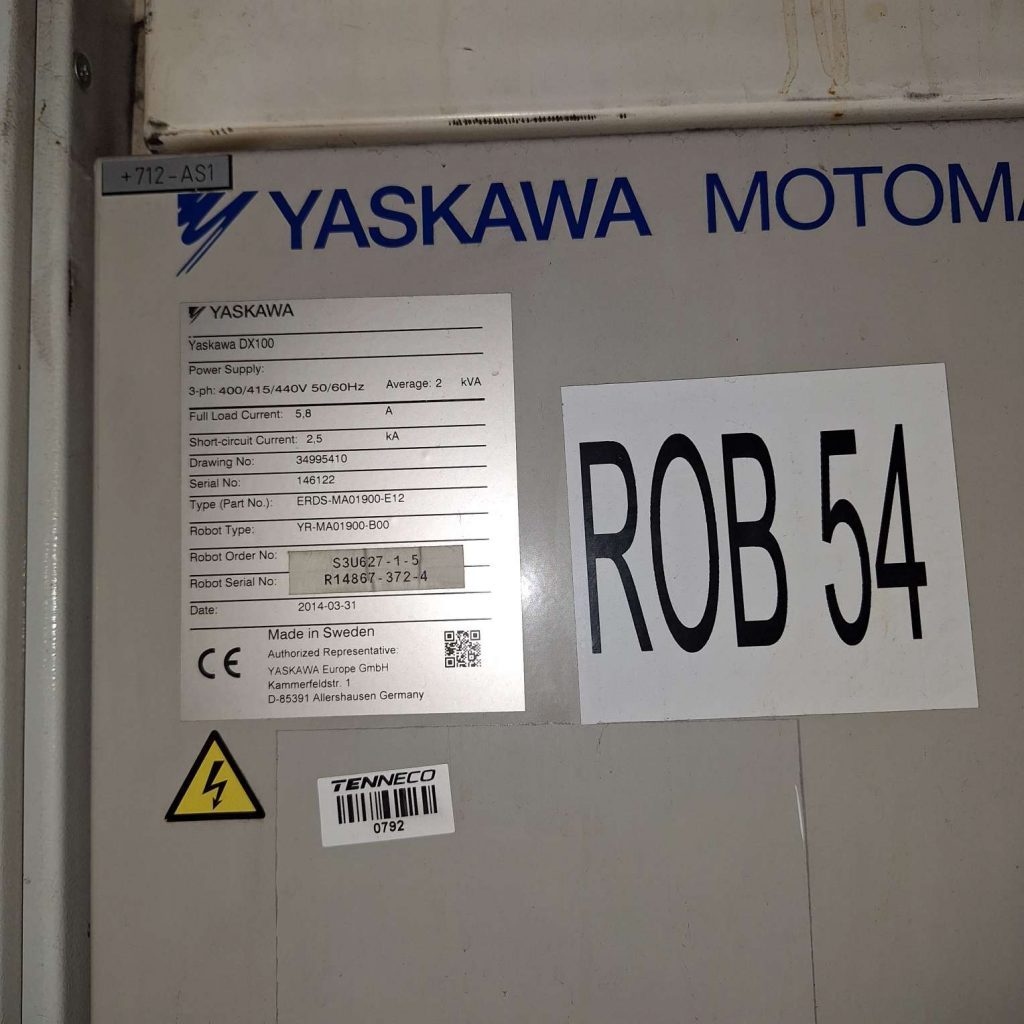 +712-AS1
YASKAWA MOTOMA
YASKAWA
Yaskawa DX100
Power Supply:
3-ph: 400/415/440V 50/60Hz Average: 2 kVA
Full Load Current: 5,8 A
Short-circuit Current: 2,5 kA
Drawing No: 34995410
Serial No: 146122
Type (Part No.): ERDS-MA01900-E12
Robot Type: YR-MA01900-B00
Robot Order No: S3U627-1-5
Robot Serial No: R14867-372-4
Date: 2014-03-31
Made in Sweden
CE
Authorized Representative:
YASKAWA Europe GmbH
Kammerfeldstr. 1
D-85391 Allershausen Germany
ROB 54
TENNECO
0792